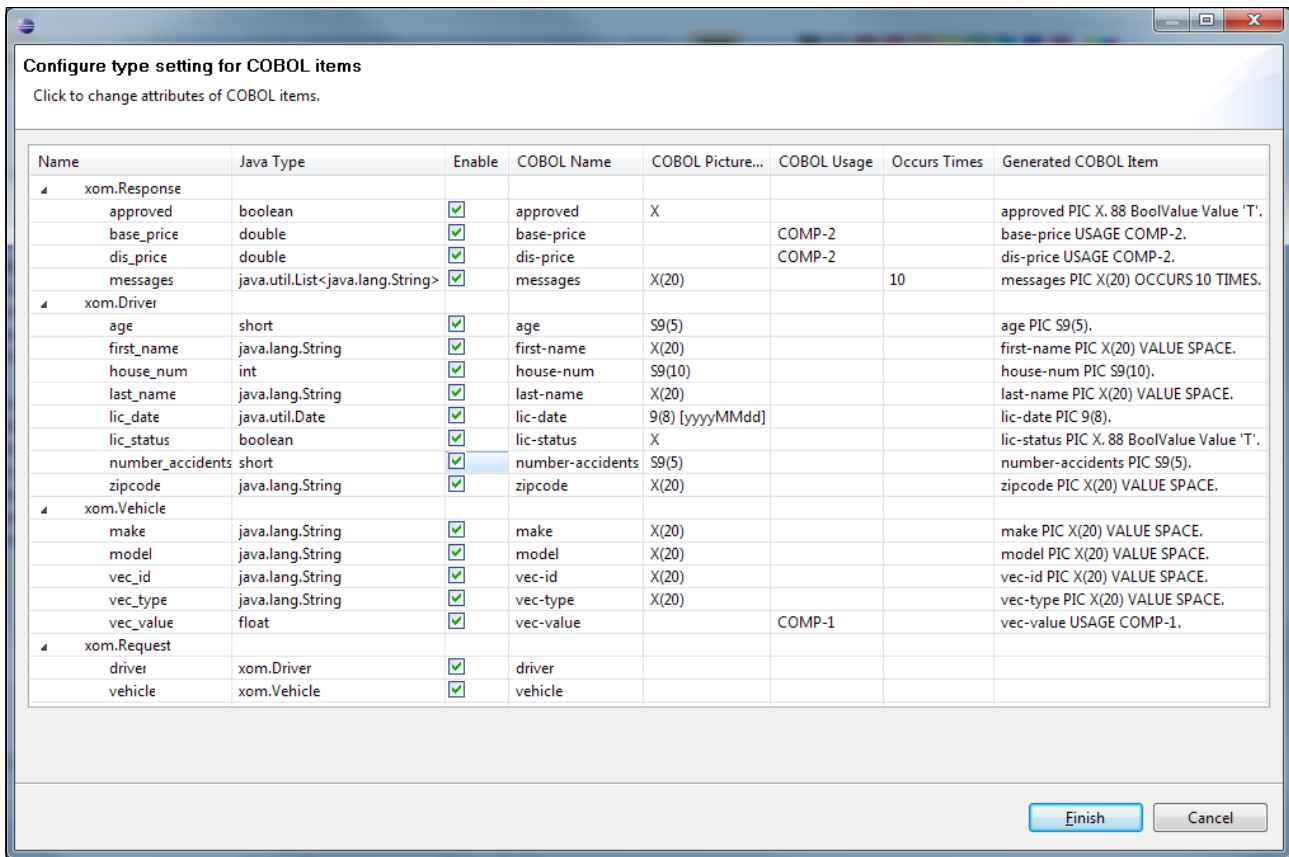 Configure type setting for COBOL items
Click to change attributes of COBOL items.
Name Java Type Enable COBOL Name COBOL Picture... COBOL Usage Occurs Times Generated COBOL Item
xom.Response
approved boolean approved X approved PIC X. 88 BoolValue Value 'T'.
base_price double base-price COMP-2 base-price USAGE COMP-2.
dis_price double dis-price COMP-2 dis-price USAGE COMP-2.
messages java.util.List<java.lang.String> messages X(20) 10 messages PIC X(20) OCCURS 10 TIMES.
xom.Driver
age short age S9(5) age PIC S9(5).
first_name java.lang.String first-name X(20) first-name PIC X(20) VALUE SPACE.
house_num int house-num S9(10) house-num PIC S9(10).
last_name java.lang.String last-name X(20) last-name PIC X(20) VALUE SPACE.
lic_date java.util.Date lic-date 9(8) [yyyyMMdd] lic-date PIC 9(8).
lic_status boolean lic-status X lic-status PIC X. 88 BoolValue Value 'T'.
number_accidents short number-accidents S9(5) number-accidents PIC S9(5).
zipcode java.lang.String zipcode X(20) zipcode PIC X(20) VALUE SPACE.
xom.Vehicle
make java.lang.String make X(20) make PIC X(20) VALUE SPACE.
model java.lang.String model X(20) model PIC X(20) VALUE SPACE.
vec_id java.lang.String vec-id X(20) vec-id PIC X(20) VALUE SPACE.
vec_type java.lang.String vec-type X(20) vec-type PIC X(20) VALUE SPACE.
vec_value float vec-value COMP-1 vec-value USAGE COMP-1.
xom.Request
driver xom.Driver driver
vehicle xom.Vehicle vehicle
Finish Cancel